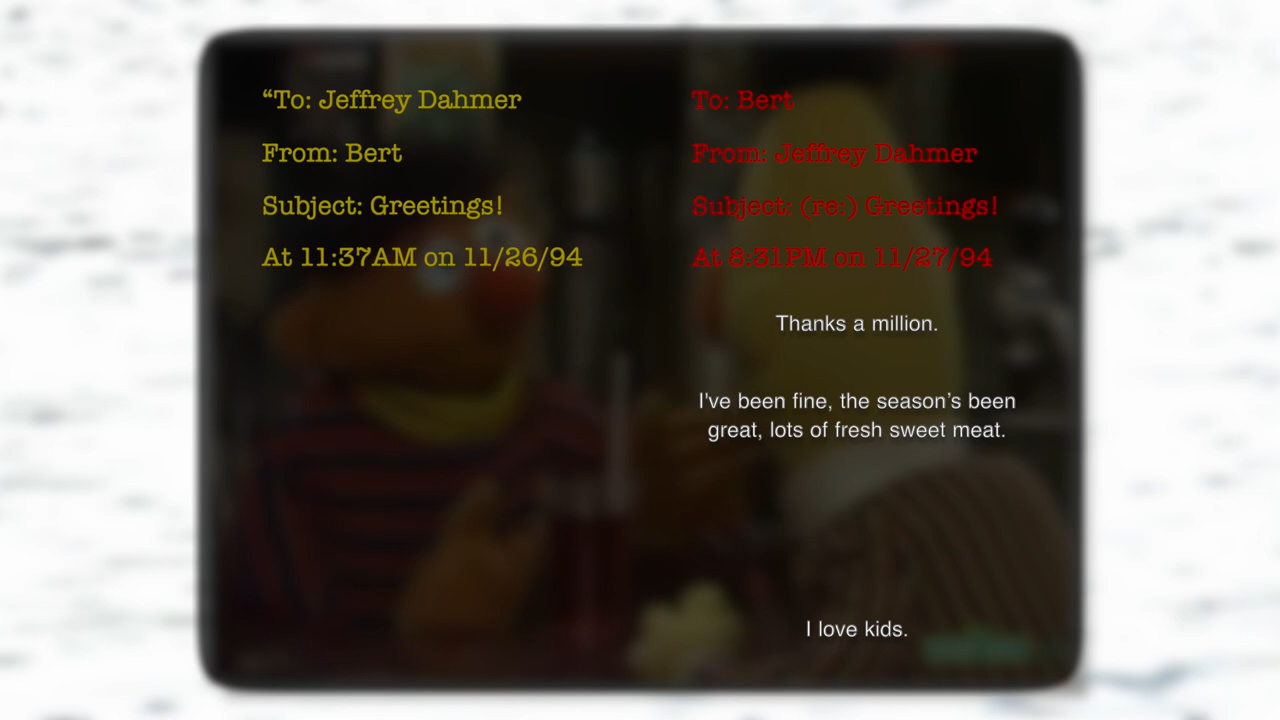 “To: Jeffrey Dahmer
From: Bert
Subject: Greetings!
At 11:37AM on 11/26/94
To: Bert
From: Jeffrey Dahmer
Subject: (re:) Greetings!
At 8:31PM on 11/27/94
Thanks a million.
I've been fine, the season’s been
great, lots of fresh sweet meat.
I love kids.